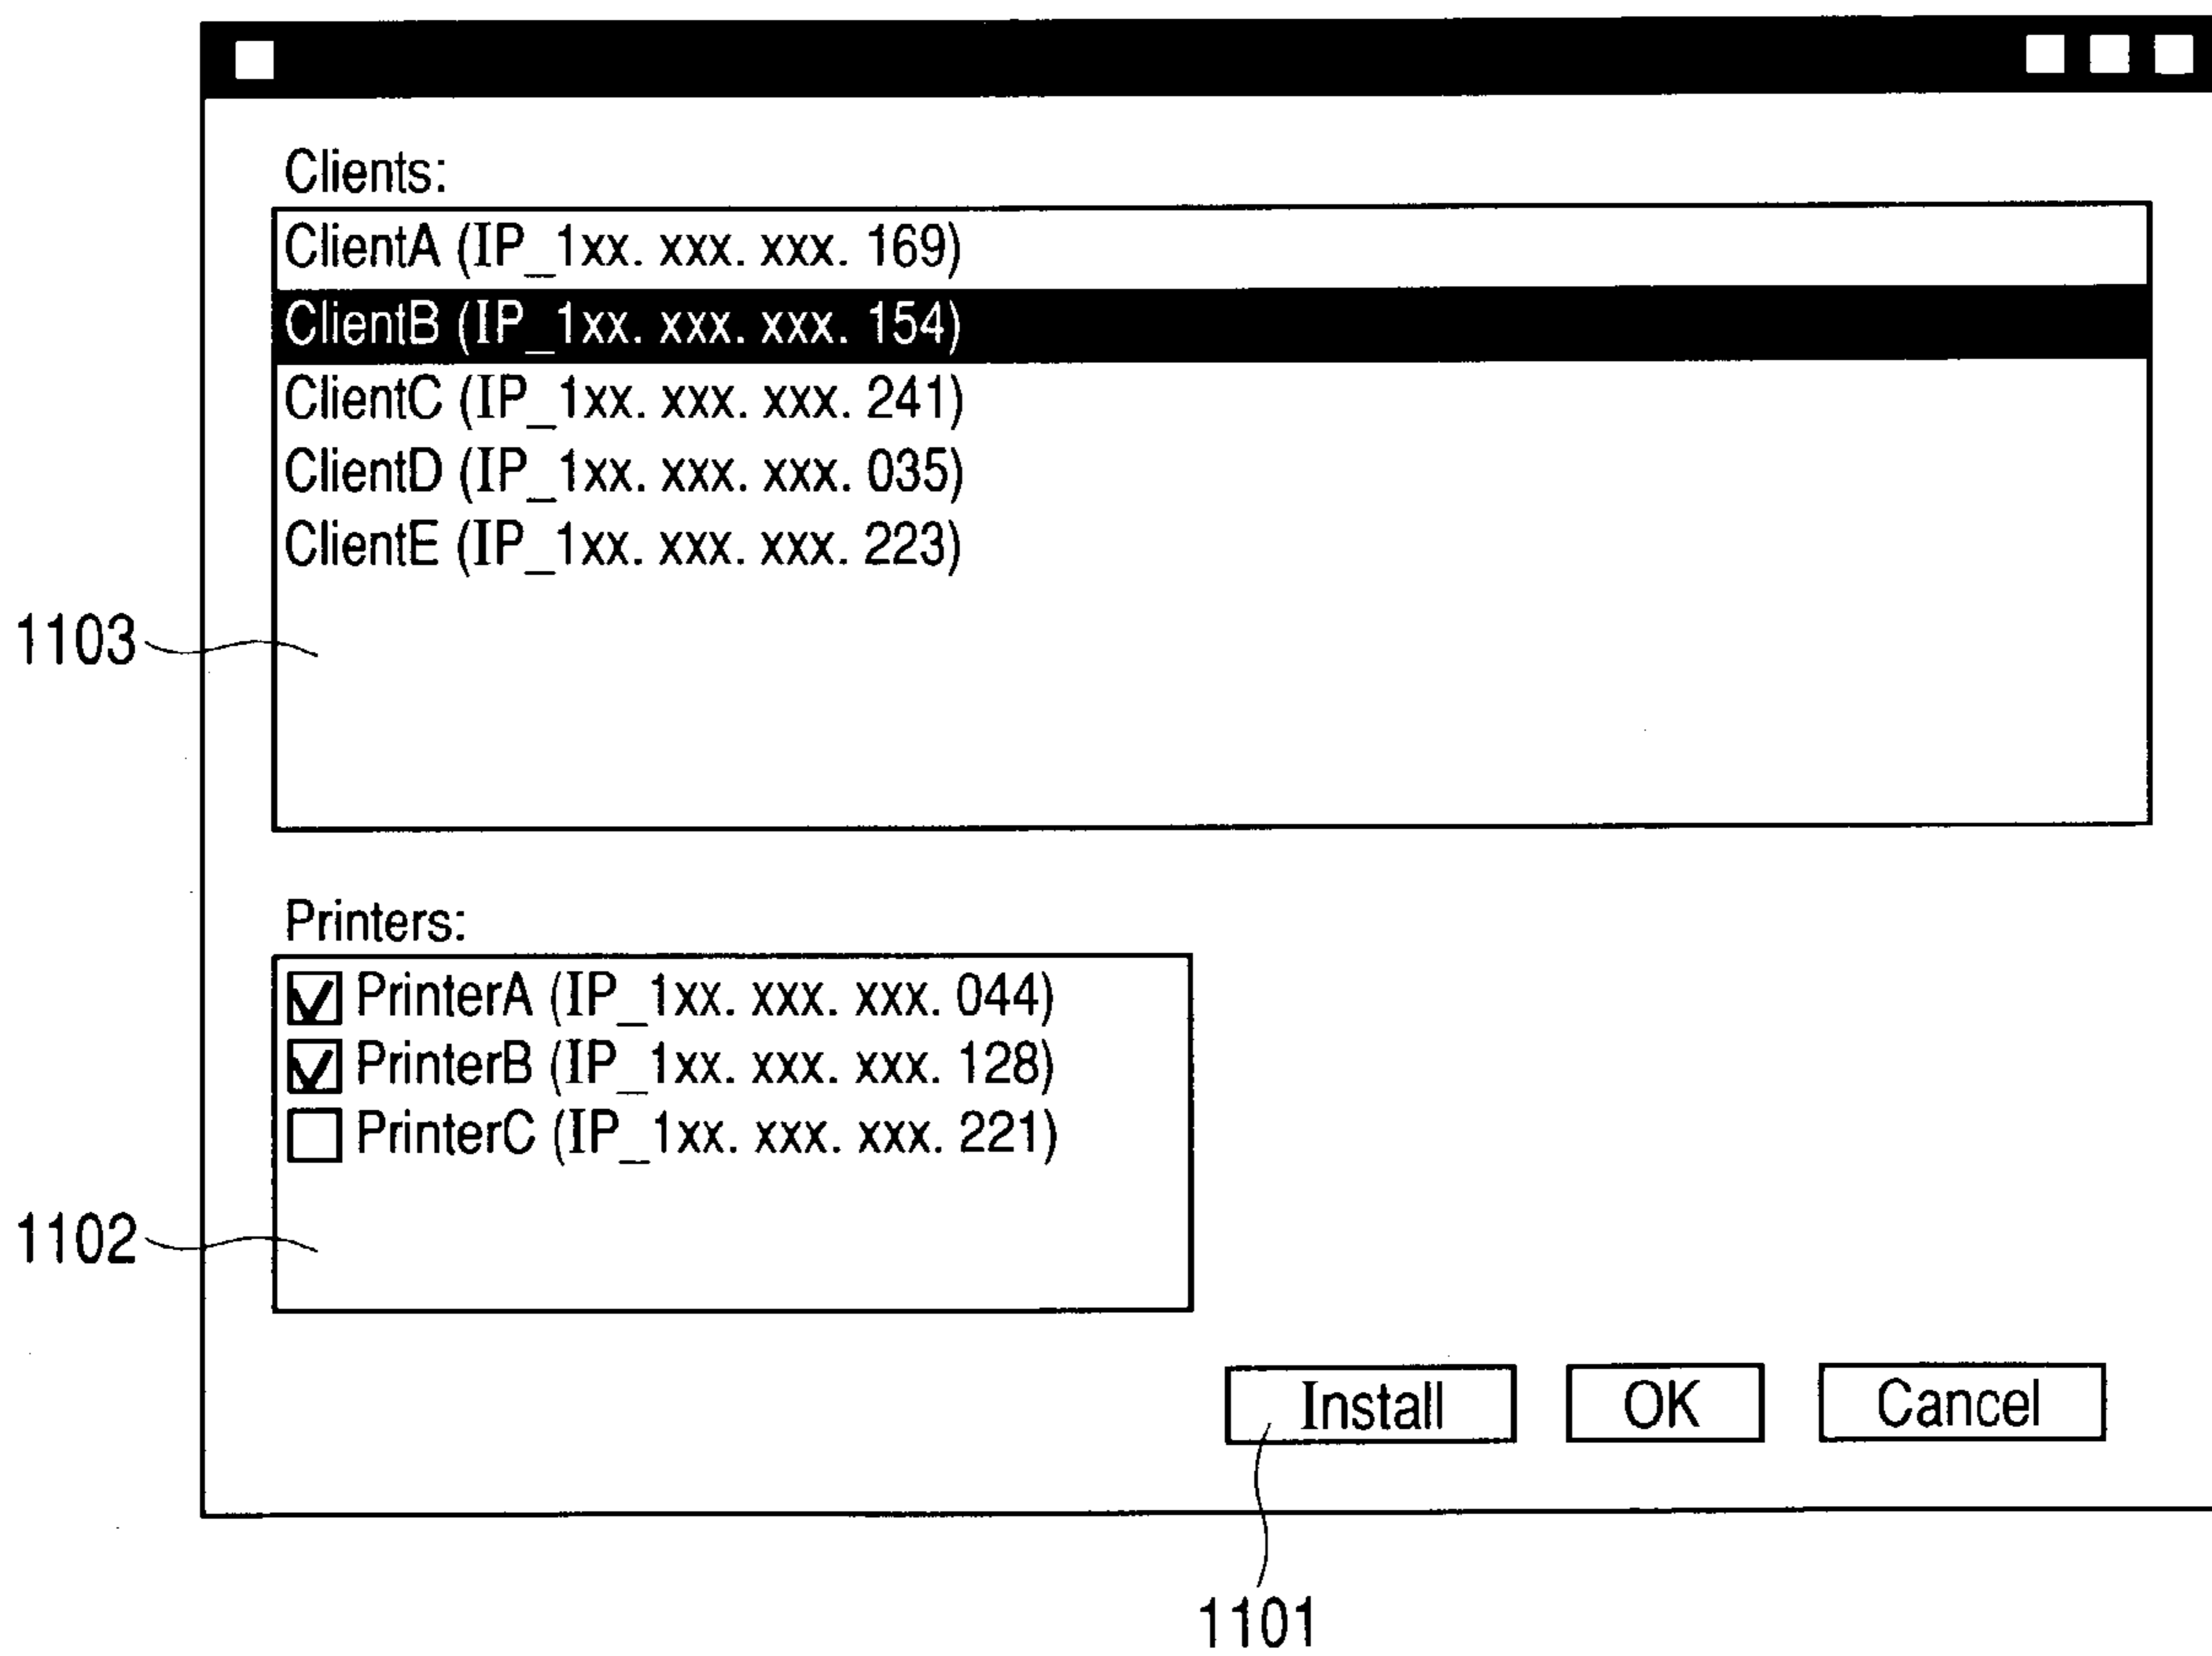 Clients:
ClientA (IP_1xx. xxx. xxx. 169)
ClientB (IP_1xx. xxx. xxx. 154)
ClientC (IP_1xx. xxx. xxx. 241)
ClientD (IP_1xx. xxx. xxx. 035)
ClientE (IP_1xx. xxx. xxx. 223)
1103
Printers:
PrinterA (IP_1xx. xxx. xxx. 044)
PrinterB (IP_1xx. xxx. xxx. 128)
PrinterC (IP_1xx. xxx. xxx. 221)
1102
Install OK Cancel
1101